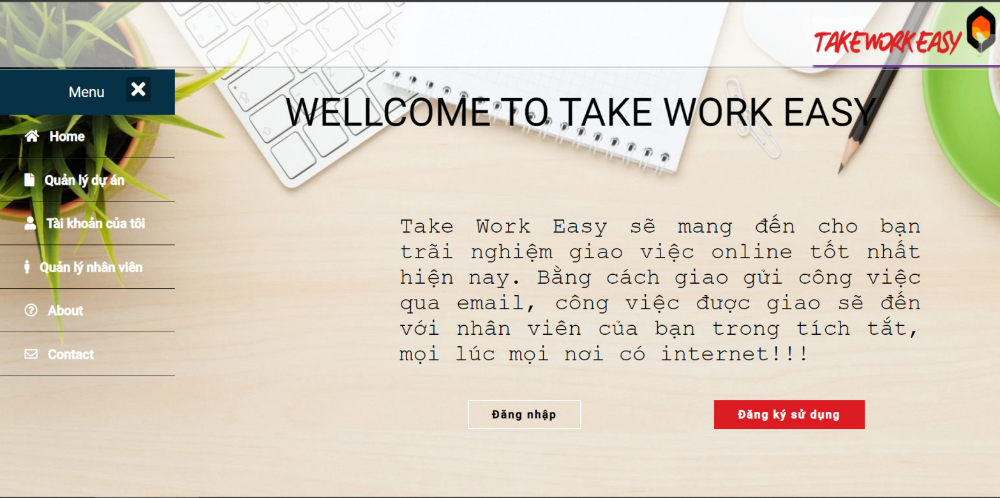 TAKEWORKEASY
Menu
WELLCOME TO TAKE WORK EASY
Home
Quản lý dự án
Tài khoản của tôi
Quản lý nhân viên
About
Contact
Take Work Easy sẽ mang đến cho bạn
trãi nghiệm giao việc online tốt nhất
hiện nay. Bằng cách giao gửi công việc
qua email, công việc được giao sẽ đến
với nhân viên của bạn trong tích tắt,
mọi lúc mọi nơi có internet!!!
Đăng nhập
Đăng ký sử dụng